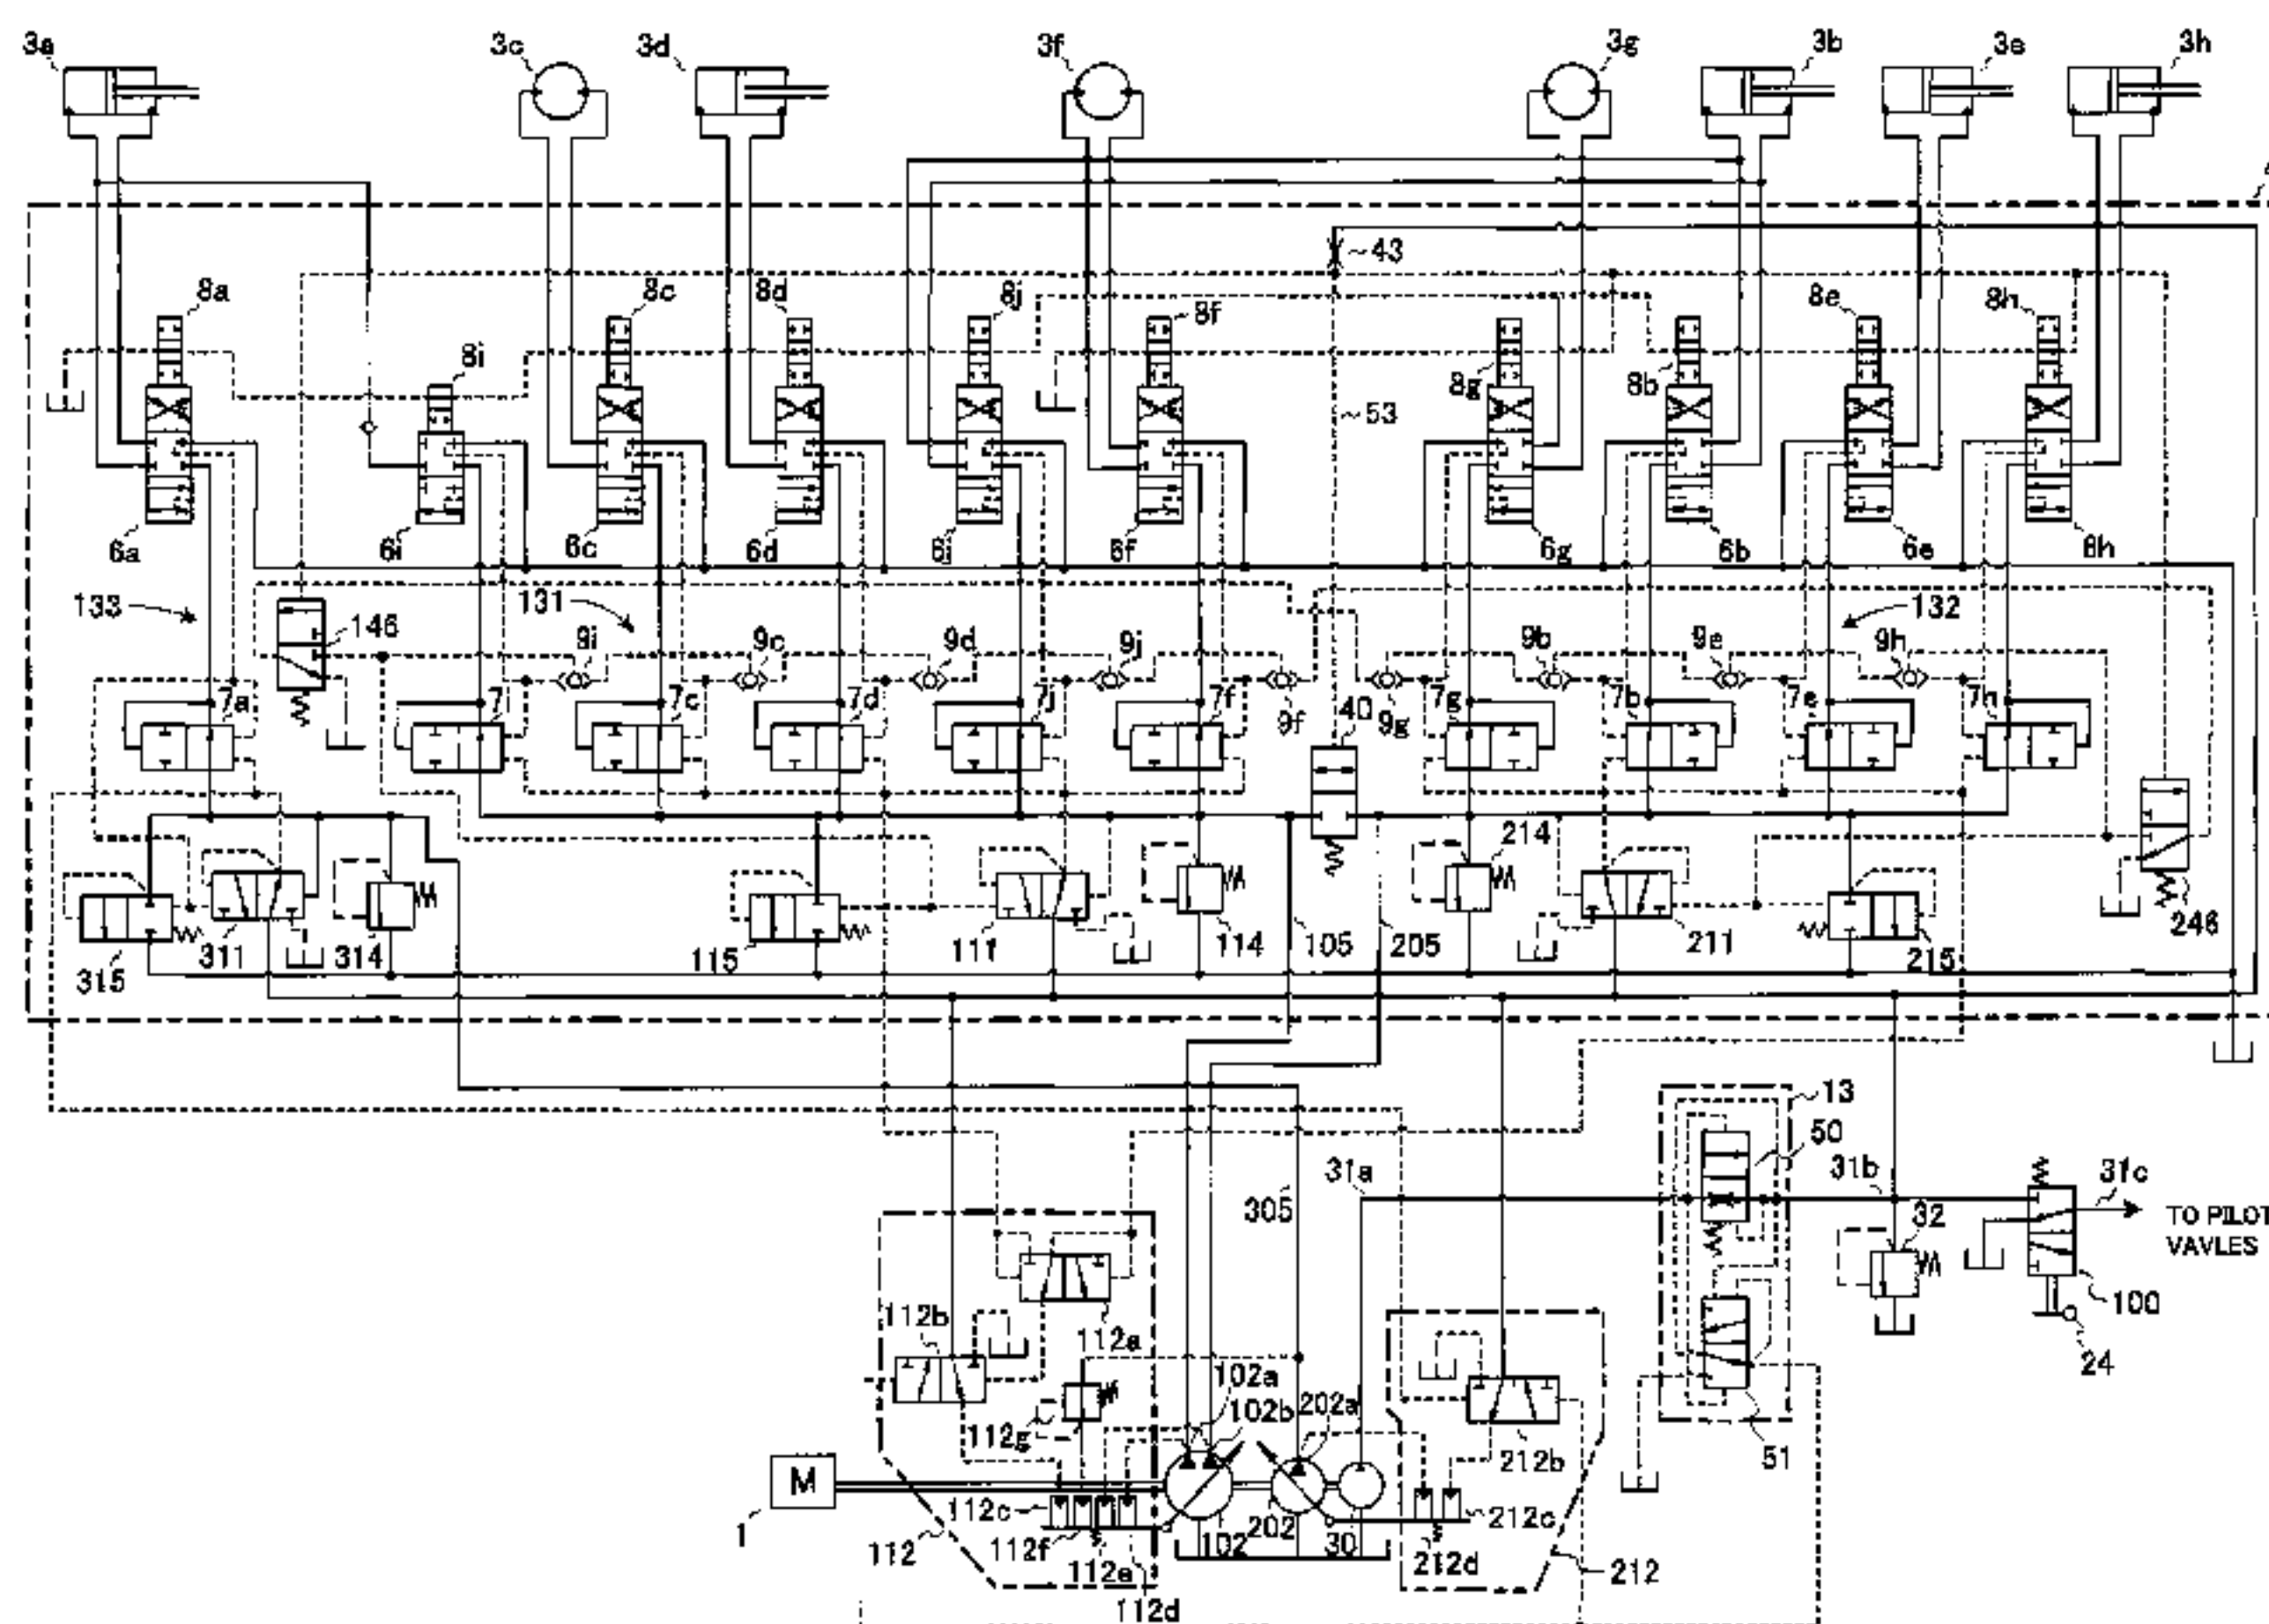 3a 3c 3d 3f 3g 3b 3e 3h
43
8a 8c 8d 8j 8f 8e 8h
8i 8g 8b
53
6a 6i 6c 6d 6j 6f 6g 6b 6e 6h
133 146 131 132
9i 9c 9d 9j 9b 9e 9h
7a 7c 7d 7j 7f 9f 40 9g 7g 7b 7e 7h
214
315 311 314 115 111 114 105 205 211 215 246
13
50
31a 31b 31c
305 32 TO PILOT
VAVLES
112b 112a 100
24
102a
102b 202a
112g 212b 51
M
112c 212c
1 112 112f 102 202 30 212d
112e 212
112d